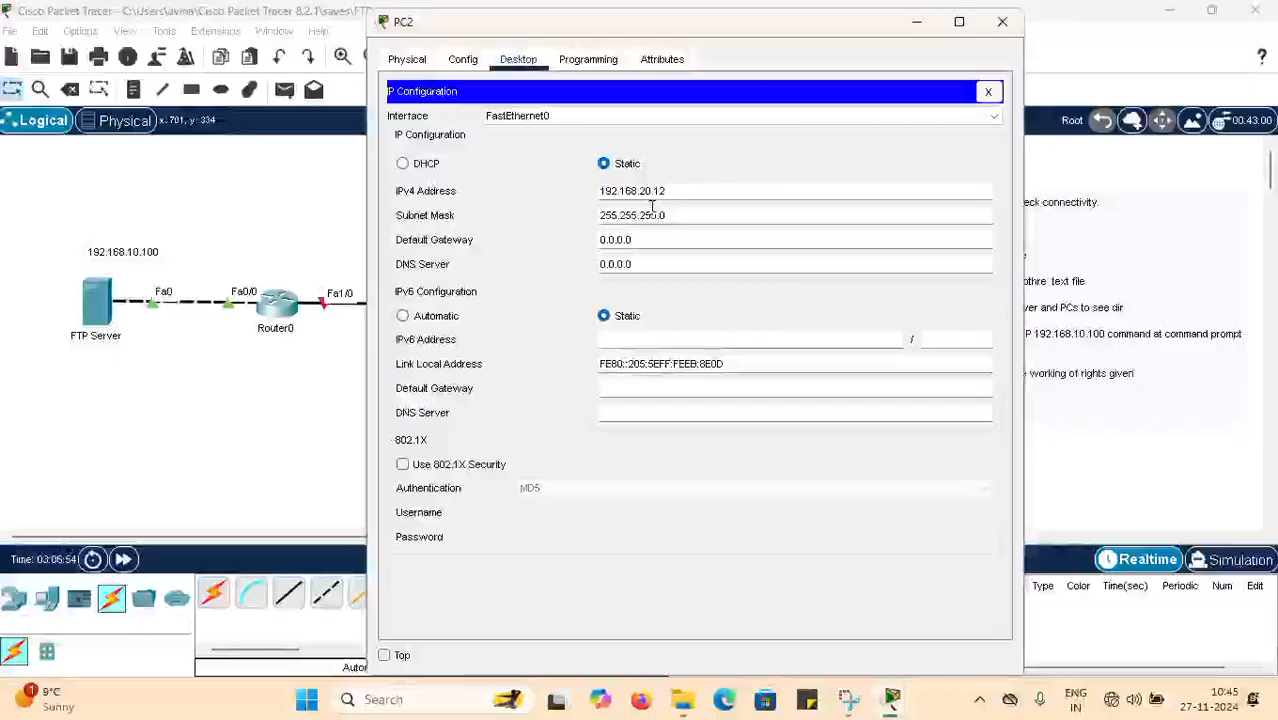 Cisco Packet Tracer - C:\Users\avina\Cisco Packet Tracer 8.2.1\saves\FT
PC2
File Edit Options View Tools Extensions Window Help
Physical Config Desktop Programming Attributes
IP Configuration
X
Logical
Physical
x:701, y:334
Root
00:43:00
Interface
FastEthernet0
IP Configuration
DHCP
Static
IPv4 Address
192.168.20.12
Subnet Mask
255.255.255.0
Default Gateway
0.0.0.0
DNS Server
0.0.0.0
IPv6 Configuration
Automatic
Static
IPv6 Address
/
Link Local Address
FE80::205:5EFF:FEEB:8E0D
Default Gateway
DNS Server
802.1X
Use 802.1X Security
Authentication
MD5
Username
Password
Top
192.168.10.100
Fa0
Fa0/0
Fa1/0
FTP Server
Router0
connectivity.
text file
ver and PCs to see dir
P 192.168.10.100 command at command prompt
working of rights given
Time: 03:06:54
Realtime
Simulation
Type Color Time(sec) Periodic Num Edit
1
9°C
Sunny
Search
ENG
IN
10:45
27-11-2024